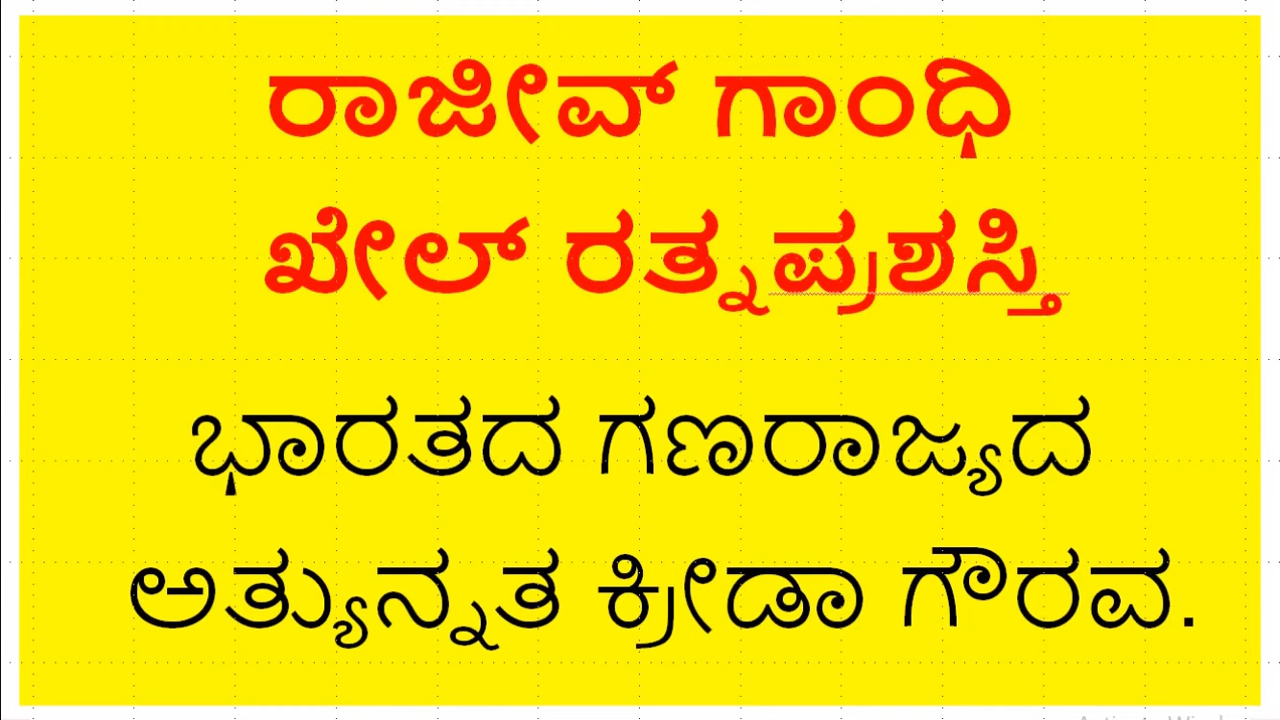 ರಾಜೀವ್ ಗಾಂಧಿ
ಖೇಲ್ ರತ್ನಪ್ರಶಸ್ತಿ
ಭಾರತದ ಗಣರಾಜ್ಯದ
ಅತ್ಯುನ್ನತ ಕ್ರೀಡಾ ಗೌರವ.